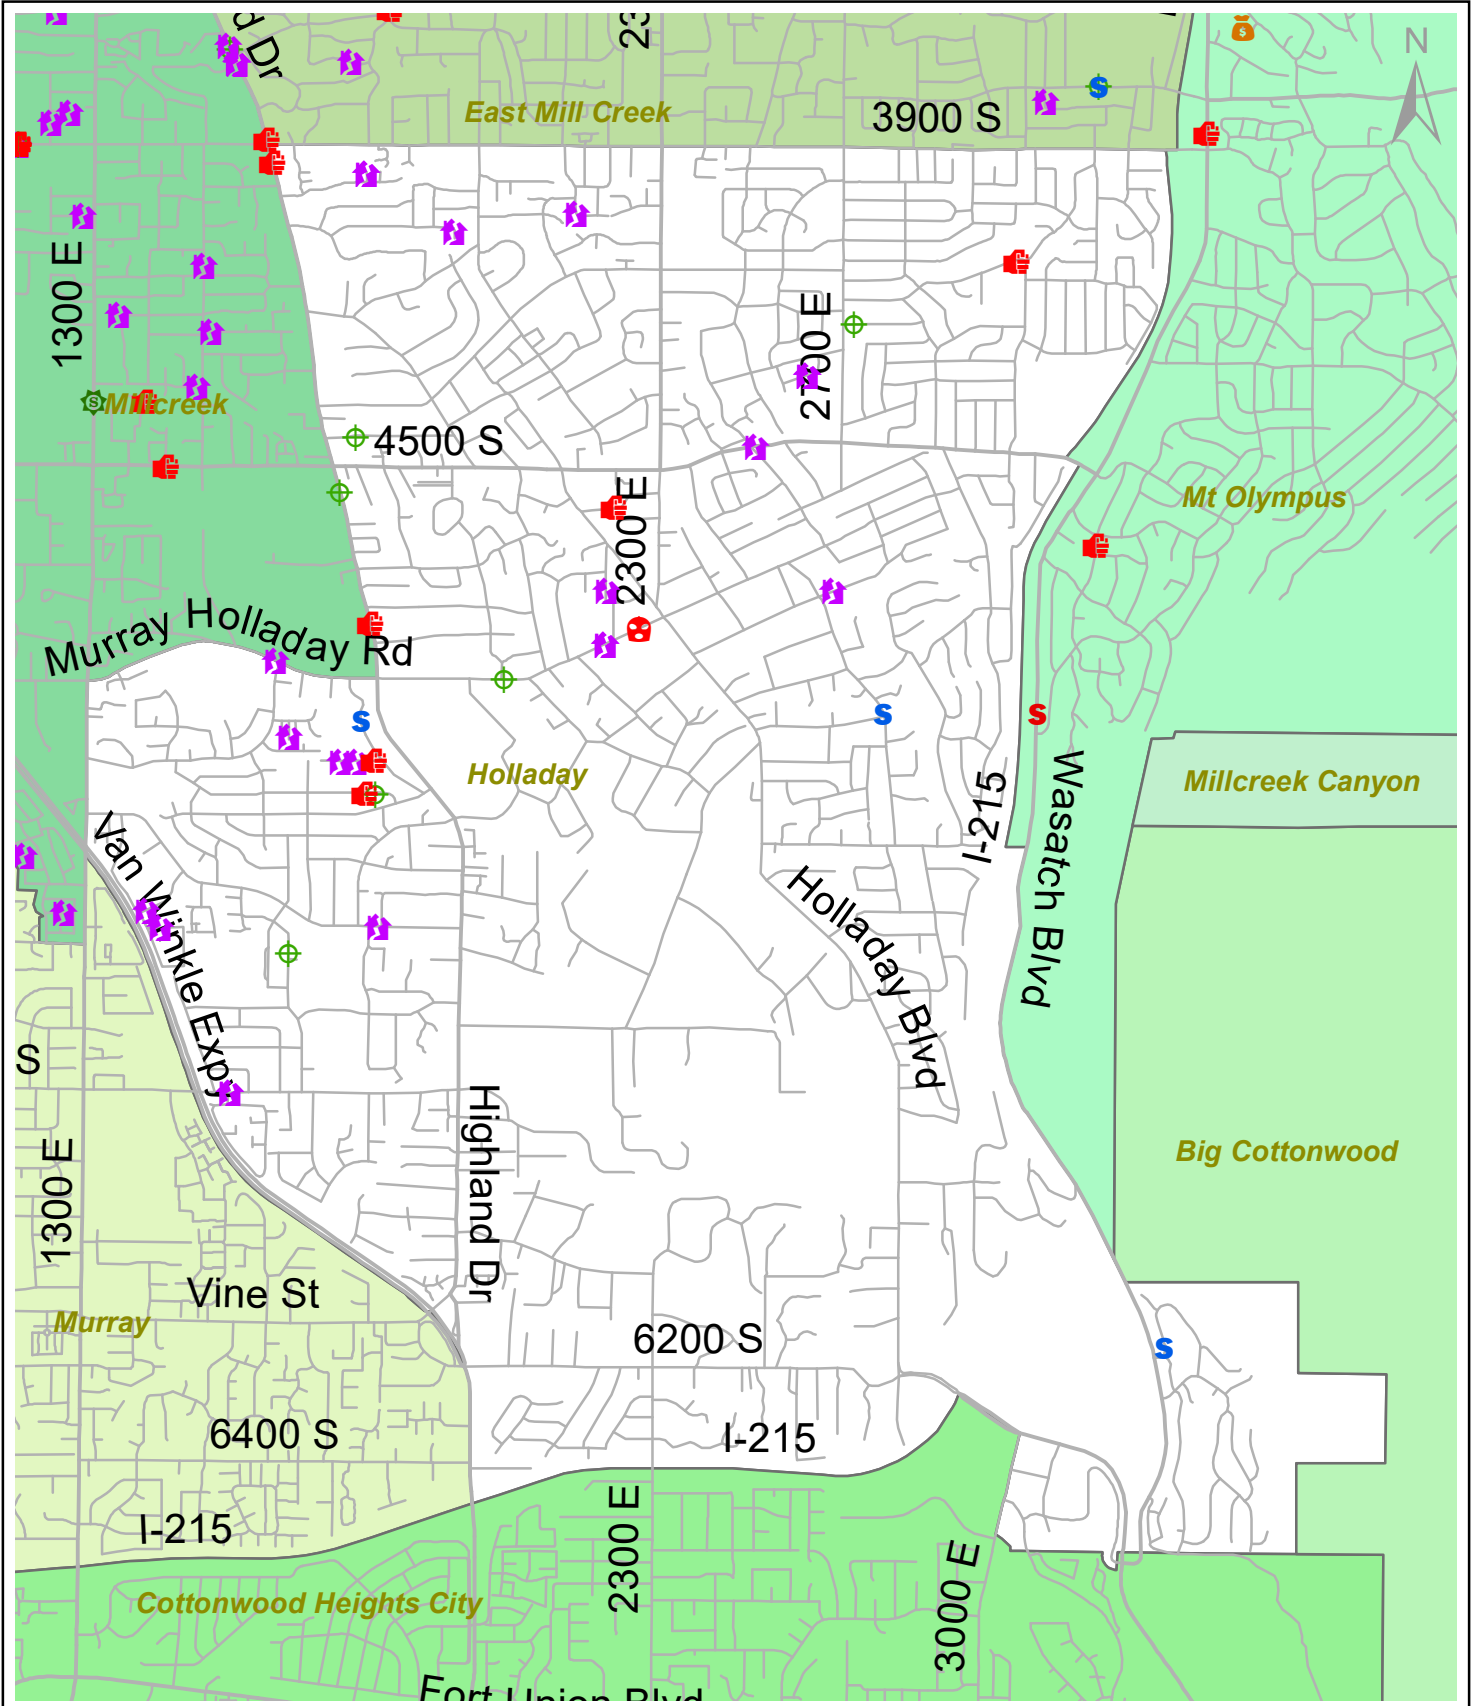 d Dr
23
N
East Mill Creek
3900 S
1300 E
2700 E
Millcreek
4500 S
Mt Olympus
2300 E
Murray Holladay Rd
S
S
S
Holladay
Millcreek Canyon
I-215
Wasatch Blvd
Van Winkle Expy
Holladay Blvd
S
Highland Dr
1300 E
Big Cottonwood
Vine St
Murray
6200 S
S
6400 S
I-215
I-215
2300 E
3000 E
Cottonwood Heights City
Fort Union Blvd